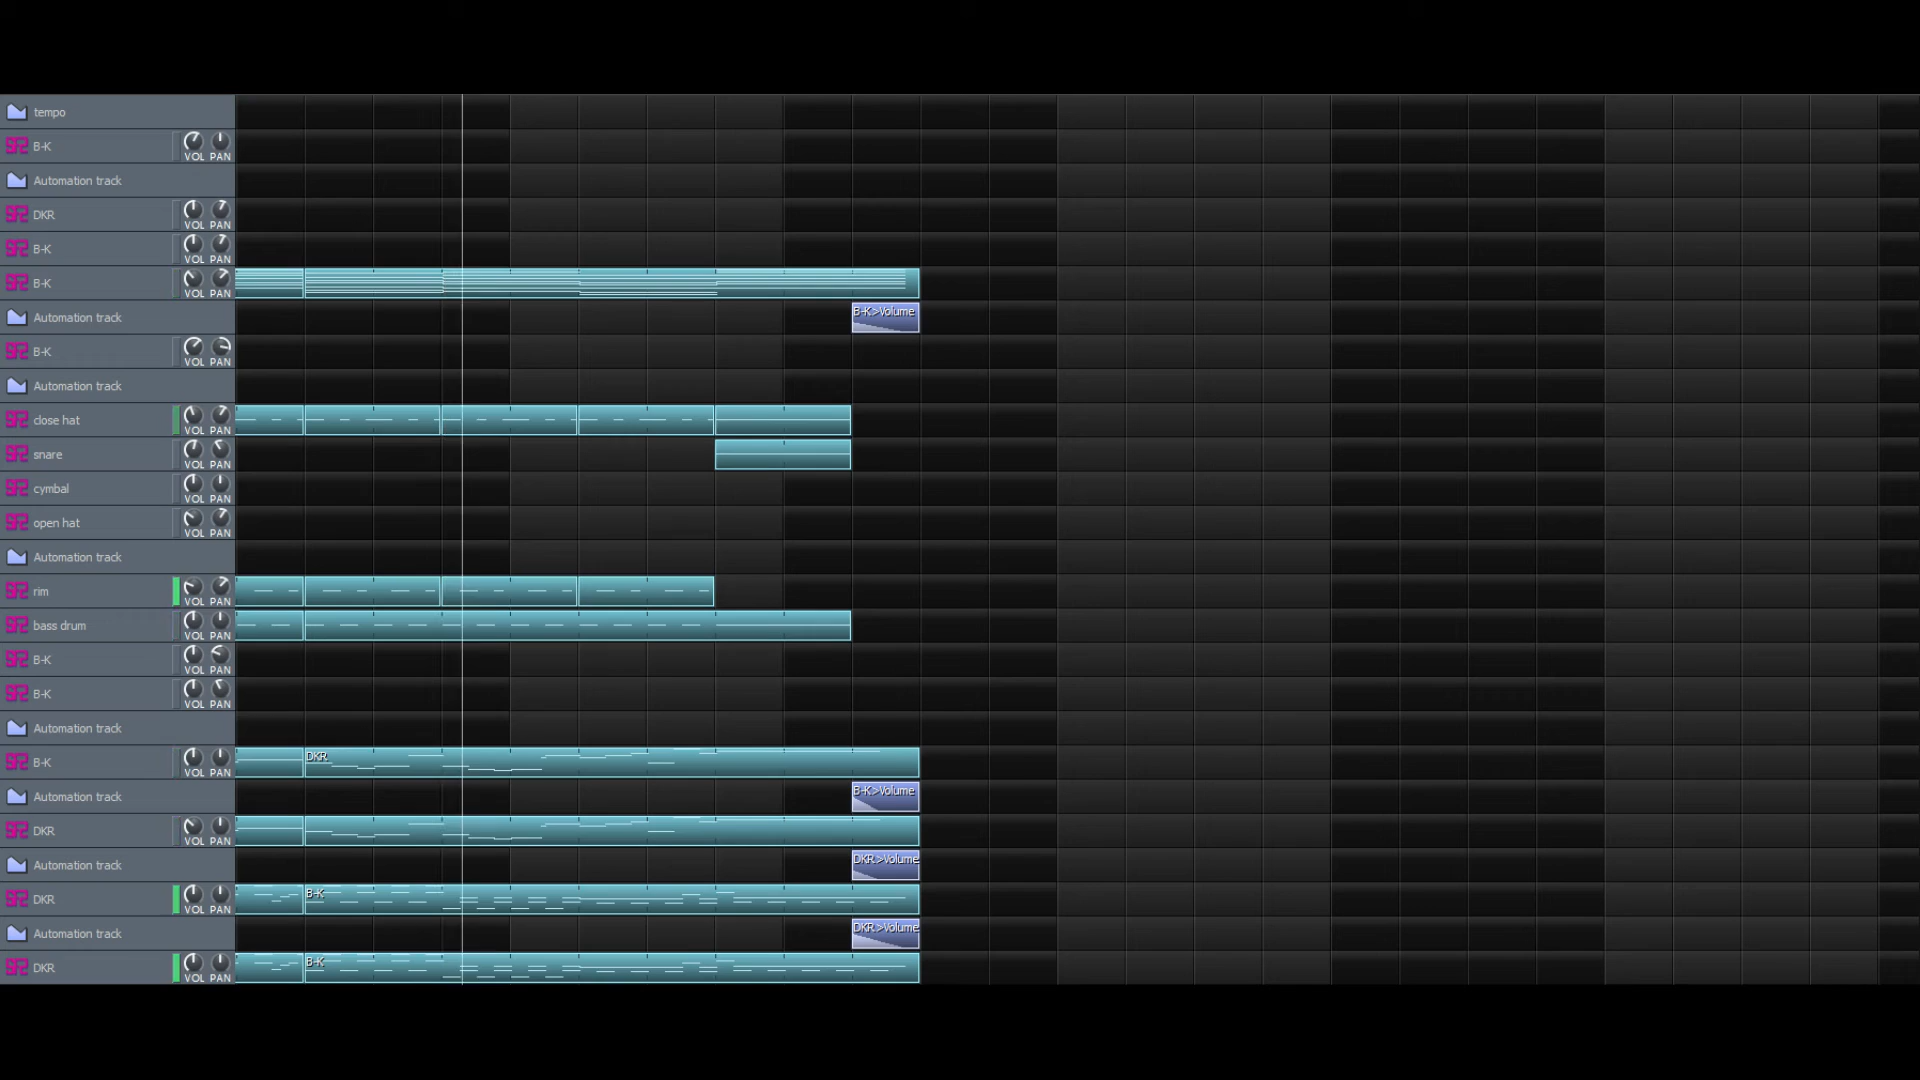 tempo
B-K VOL PAN
Automation track
DKR VOL PAN
B-K VOL PAN
B-K VOL PAN
Automation track B-K>Volume
B-K VOL PAN
Automation track
close hat VOL PAN
snare VOL PAN
cymbal VOL PAN
open hat VOL PAN
Automation track
rim VOL PAN
bass drum VOL PAN
B-K VOL PAN
B-K VOL PAN
Automation track
B-K VOL PAN DKR
Automation track B-K>Volume
DKR VOL PAN
Automation track DKR>Volume
DKR VOL PAN B-K
Automation track DKR>Volume
DKR VOL PAN B-K